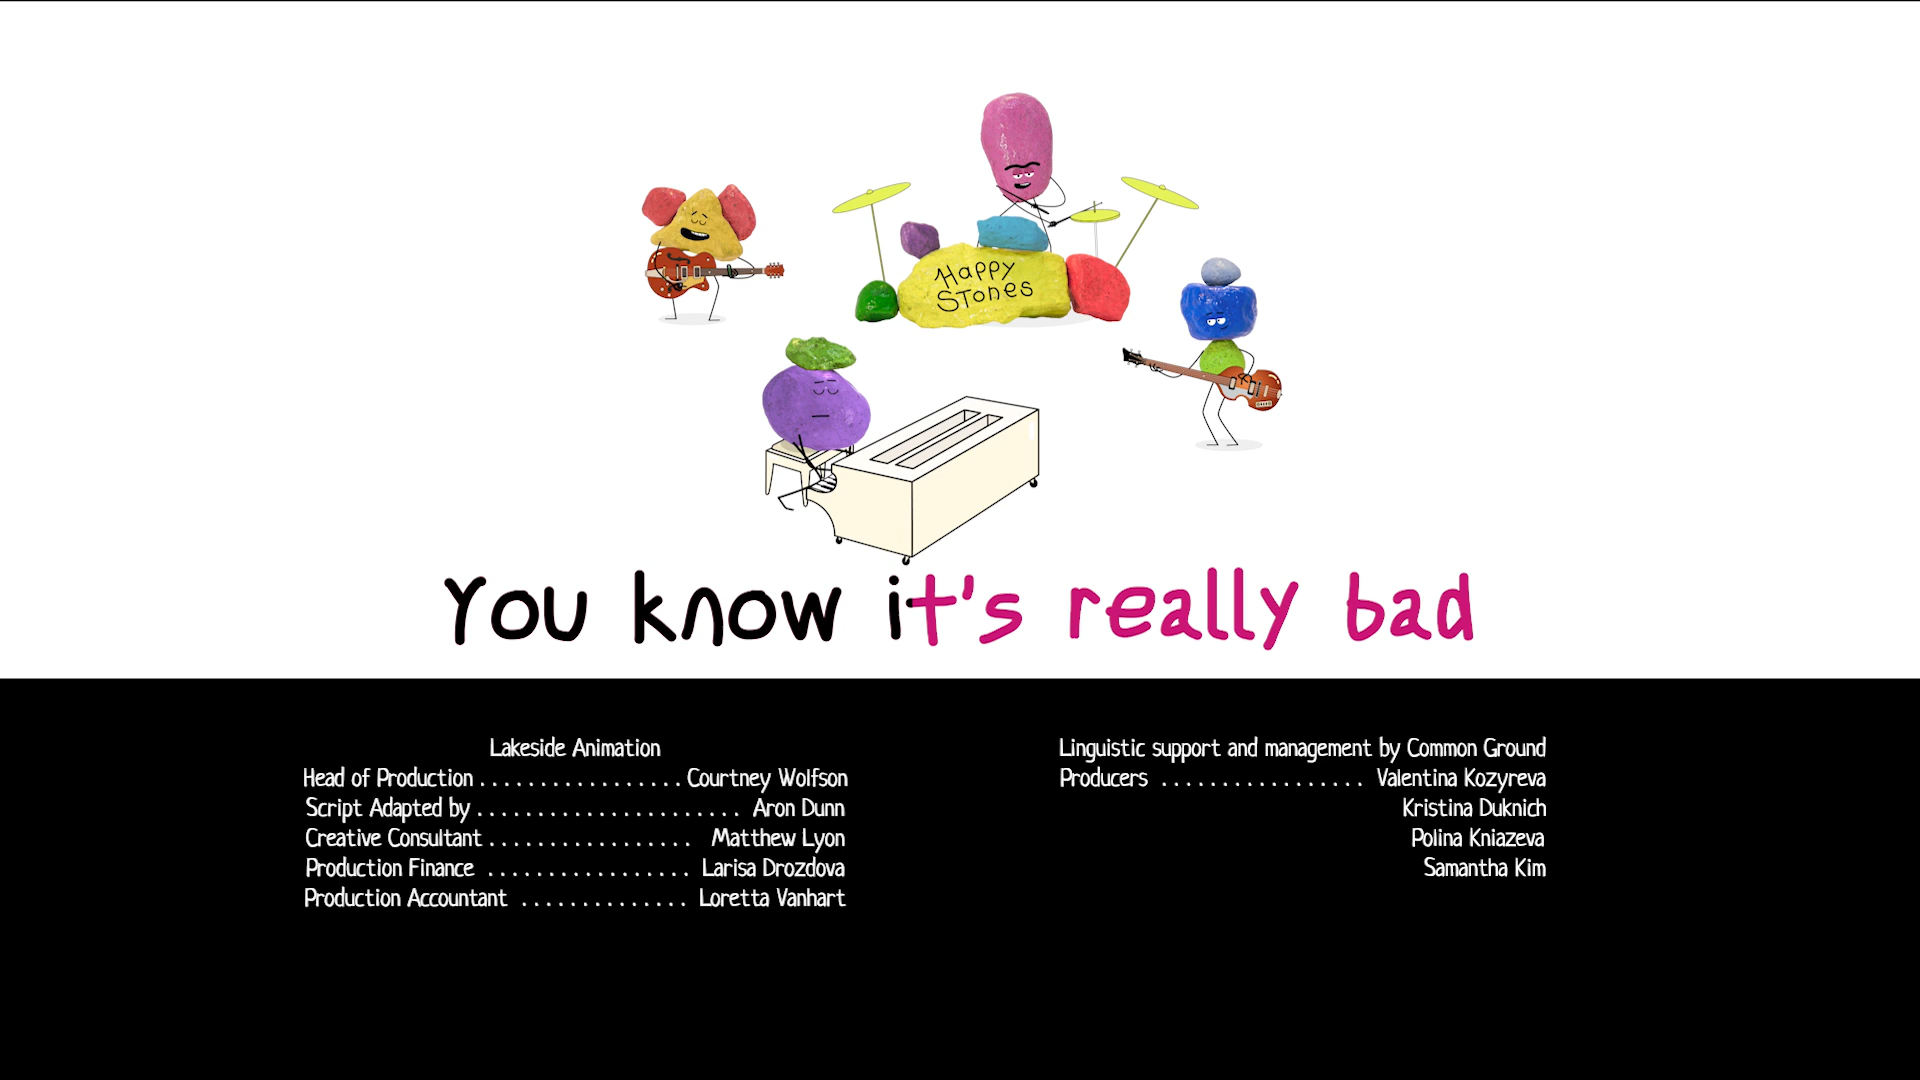 Happy
Stones
You know it's really bad
Lakeside Animation
Head of Production . . . . . . . . . . . . . . . . . Courtney Wolfson
Script Adapted by . . . . . . . . . . . . . . . . . . . . . . Aron Dunn
Creative Consultant . . . . . . . . . . . . . . . . . Matthew Lyon
Production Finance . . . . . . . . . . . . . . . . . Larisa Drozdova
Production Accountant . . . . . . . . . . . . . . Loretta Vanhart
Linguistic support and management by Common Ground
Producers . . . . . . . . . . . . . . . . . Valentina Kozyreva
Kristina Duknich
Polina Kniazeva
Samantha Kim